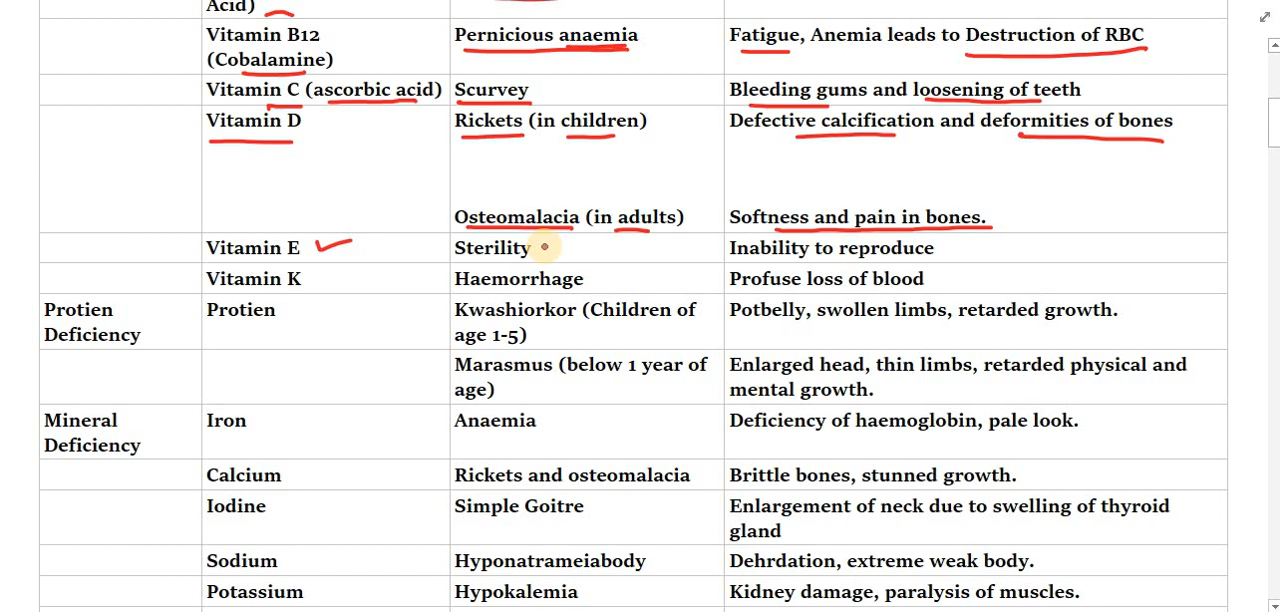 Acid)
Vitamin B12 Pernicious anaemia Fatigue, Anemia leads to Destruction of RBC
(Cobalamine)
Vitamin C (ascorbic acid) Scurvey Bleeding gums and loosening of teeth
Vitamin D Rickets (in children) Defective calcification and deformities of bones
Osteomalacia (in adults) Softness and pain in bones.
Vitamin E Sterility Inability to reproduce
Vitamin K Haemorrhage Profuse loss of blood
Protien Protien Kwashiorkor (Children of Potbelly, swollen limbs, retarded growth.
Deficiency age 1-5)
Marasmus (below 1 year of Enlarged head, thin limbs, retarded physical and
age) mental growth.
Mineral Iron Anaemia Deficiency of haemoglobin, pale look.
Deficiency
Calcium Rickets and osteomalacia Brittle bones, stunned growth.
Iodine Simple Goitre Enlargement of neck due to swelling of thyroid
gland
Sodium Hyponatrameiabody Dehrdation, extreme weak body.
Potassium Hypokalemia Kidney damage, paralysis of muscles.